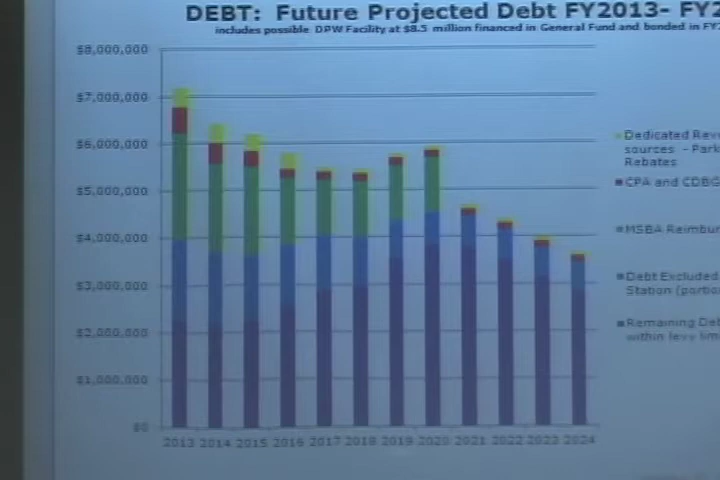 DEBT: Future Projected Debt FY2013- FY2
includes possible DPW Facility at $8.5 million financed in General Fund and bonded in FY
$8,000,000
$7,000,000
$6,000,000
$5,000,000
$4,000,000
$3,000,000
$2,000,000
$1,000,000
$0
2013 2014 2015 2016 2017 2018 2019 2020 2021 2022 2023 2024
Dedicated Rev
sources - Park
Rebates
CPA and CDBG
MSBA Reimbur
Debt Excluded
Station (portio
Remaining Deb
within levy lim